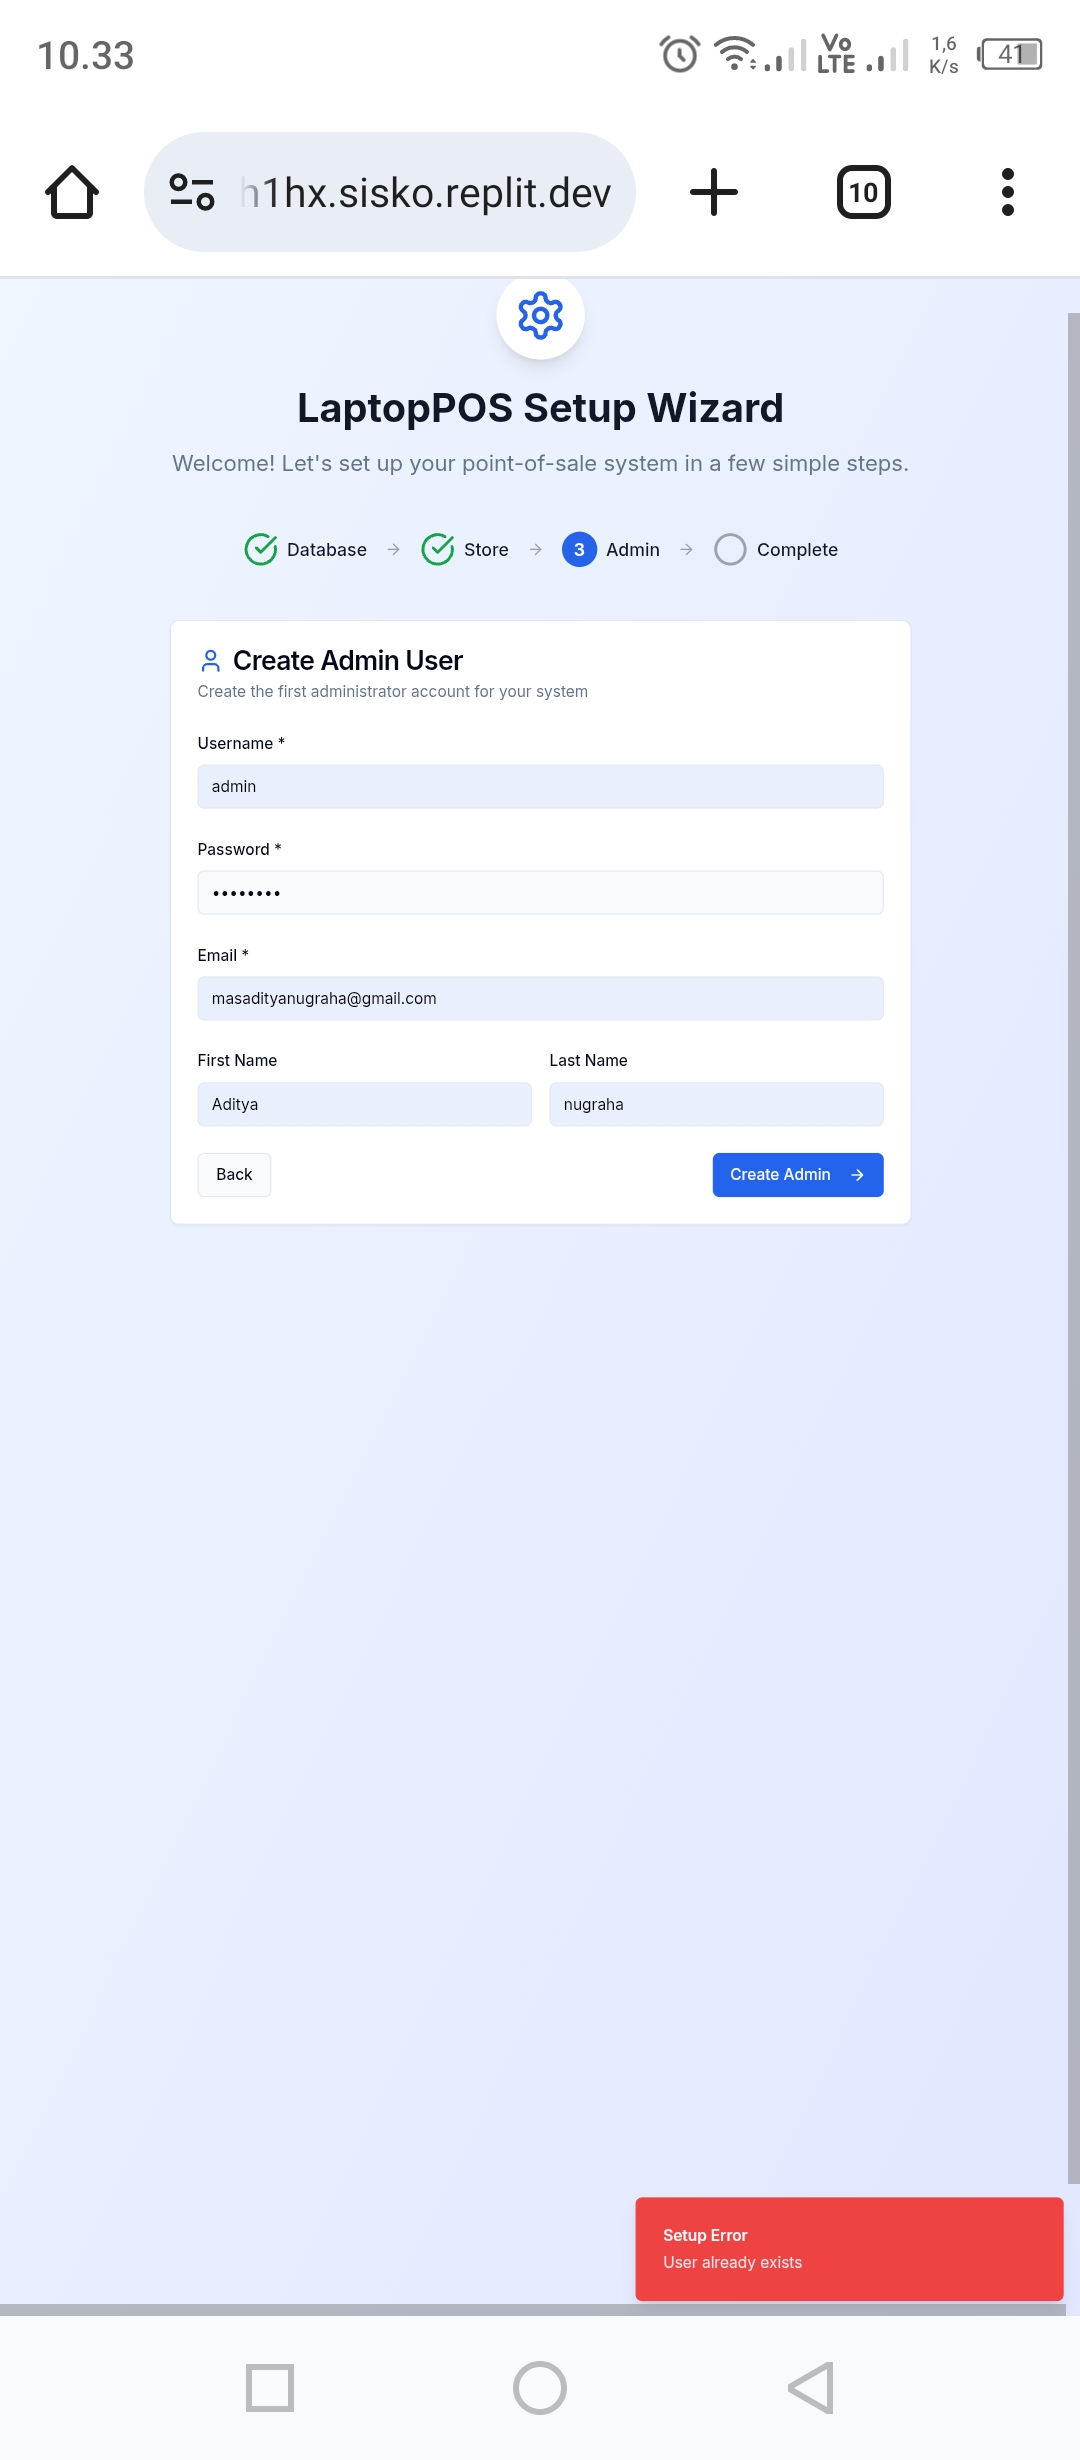 10.33
Vo LTE
1,6 K/s
41
h1hx.sisko.replit.dev
10
LaptopPOS Setup Wizard
Welcome! Let's set up your point-of-sale system in a few simple steps.
Database → Store → 3 Admin → Complete
Create Admin User
Create the first administrator account for your system
Username *
admin
Password *
••••••••
Email *
masadityanugraha@gmail.com
First Name Last Name
Aditya nugraha
Back Create Admin →
Setup Error
User already exists